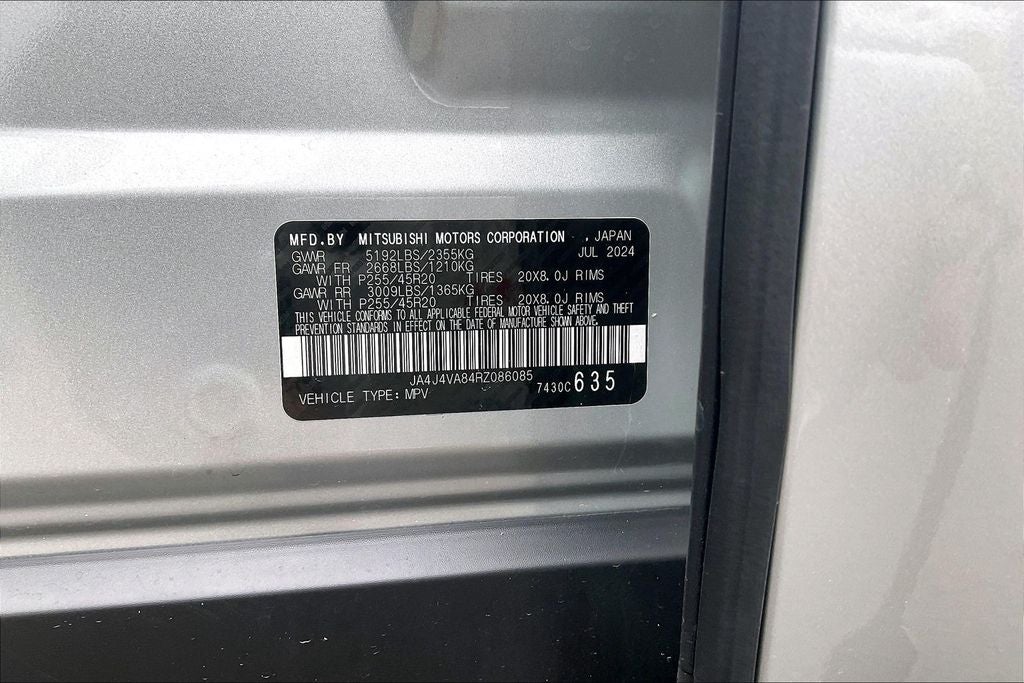 MFD.BY MITSUBISHI MOTORS CORPORATION , JAPAN
GVWR 5192LBS/2355KG JUL 2024
GAWR FR 2668LBS/1210KG
WITH P255/45R20 TIRES 20X8.0J RIMS
GAWR RR 3009LBS/1365KG
WITH P255/45R20 TIRES 20X8.0J RIMS
THIS VEHICLE CONFORMS TO ALL APPLICABLE FEDERAL MOTOR VEHICLE SAFETY AND THEFT
PREVENTION STANDARDS IN EFFECT ON THE DATE OF MANUFACTURE SHOWN ABOVE.
JA4J4VA84RZ086085
VEHICLE TYPE: MPV 7430C 635